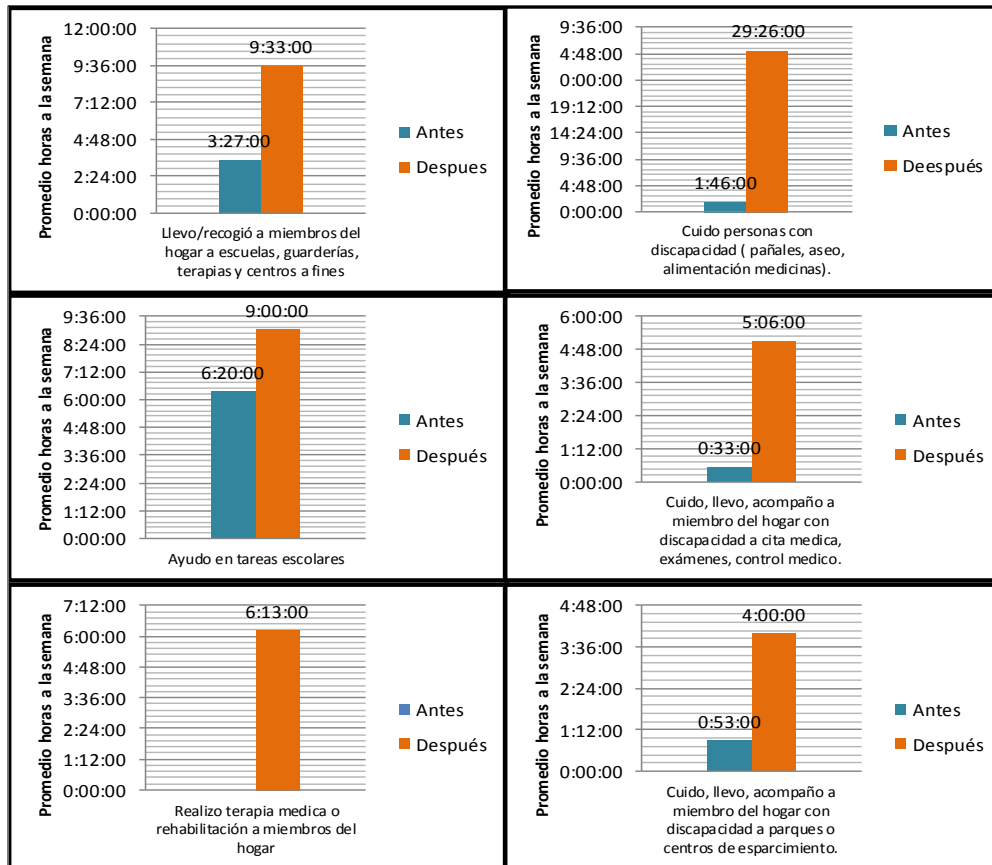 Promedio horas a la semana
12:00:00
9:36:00
7:12:00
4:48:00
2:24:00
0:00:00
9:33:00
3:27:00
Antes
Despues
Llevo/recogió a miembros del
hogar a escuelas, guarderías,
terapias y centros a fines
Promedio horas a la semana
9:36:00
4:48:00
0:00:00
19:12:00
14:24:00
9:36:00
4:48:00
0:00:00
29:26:00
1:46:00
Antes
Deespués
Cuido personas con
discapacidad ( pañales, aseo,
alimentación medicinas).
Promedio horas a la semana
9:36:00
8:24:00
7:12:00
6:00:00
4:48:00
3:36:00
2:24:00
1:12:00
0:00:00
9:00:00
6:20:00
Antes
Después
Ayudo en tareas escolares
Promedio horas a la semana
6:00:00
4:48:00
3:36:00
2:24:00
1:12:00
0:00:00
5:06:00
0:33:00
Antes
Después
Cuido, llevo, acompaño a
miembro del hogar con
discapacidad a cita medica,
exámenes, control medico.
Promedio horas a la semana
7:12:00
6:00:00
4:48:00
3:36:00
2:24:00
1:12:00
0:00:00
6:13:00
Antes
Después
Realizo terapia medica o
rehabilitación a miembros del
hogar
Promedio horas a la semana
4:48:00
3:36:00
2:24:00
1:12:00
0:00:00
4:00:00
0:53:00
Antes
Después
Cuido, llevo, acompaño a
miembro del hogar con
discapacidad a parques o
centros de esparcimiento.